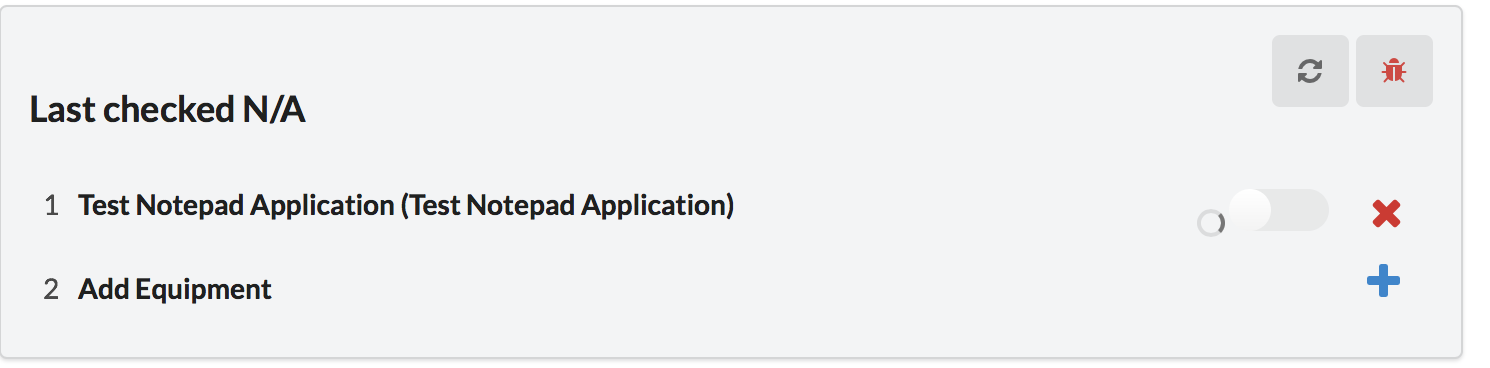 Last checked N/A
1 Test Notepad Application (Test Notepad Application)
2 Add Equipment